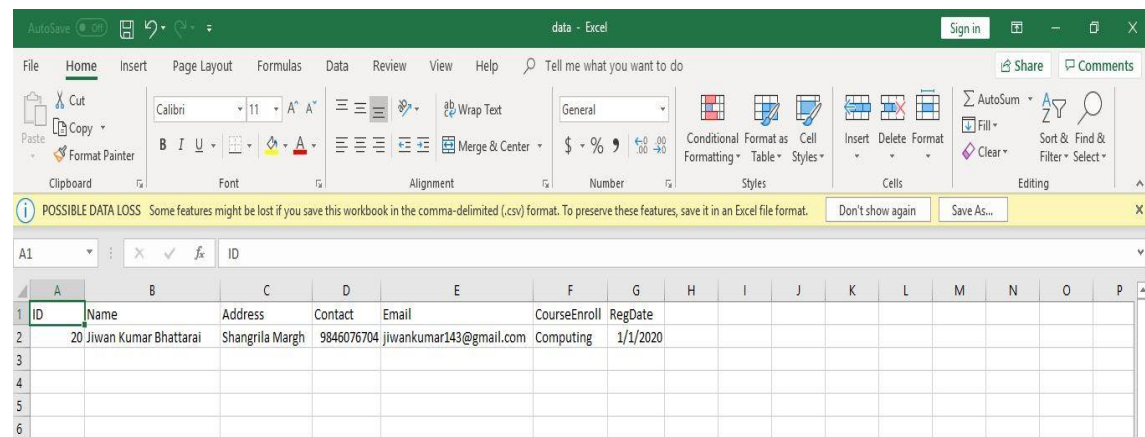 AutoSave Off data - Excel Sign in
File Home Insert Page Layout Formulas Data Review View Help Tell me what you want to do Share Comments
Paste
Cut
Copy
Format Painter
Clipboard
Calibri 11 A^ A˅
B I U A
Font
ab Wrap Text
Merge & Center
Alignment
General
$ % 9 .00 .00
Number
Conditional Formatting
Format as Table
Cell Styles
Styles
Insert Delete Format
Cells
AutoSum
Fill
Clear
Sort & Filter
Find & Select
Editing
POSSIBLE DATA LOSS Some features might be lost if you save this workbook in the comma-delimited (.csv) format. To preserve these features, save it in an Excel file format. Don't show again Save As...
A1 fx ID
A B C D E F G H I J K L M N O P
1 ID Name Address Contact Email CourseEnroll RegDate
2 20 Jiwan Kumar Bhattarai Shangrila Margh 9846076704 jiwankumar143@gmail.com Computing 1/1/2020
3
4
5
6